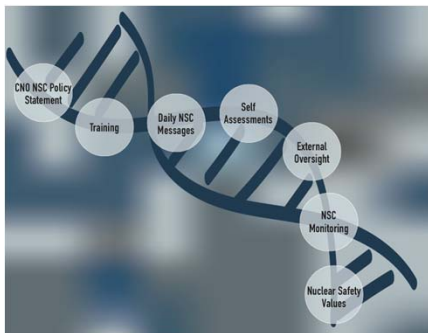 CNO NSC Policy
Statement
Training
Daily NSC
Messages
Self
Assessments
External
Oversight
NSC
Monitoring
Nuclear Safety
Values